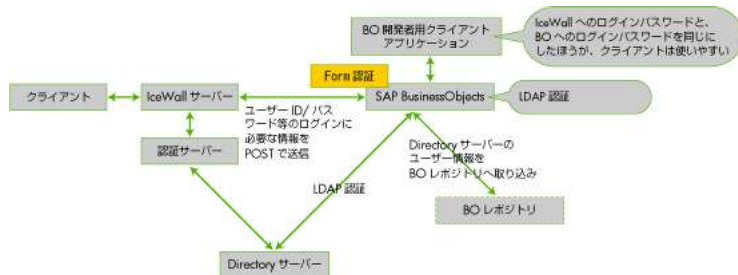 BO 開発者用クライアント
アプリケーション
IceWall へのログインパスワードと、
BO へのログインパスワードを同じに
したほうが、クライアントは使いやすい
Form 認証
クライアント
IceWall サーバー
SAP BusinessObjects
LDAP 認証
ユーザー ID/ パス
ワード等のログインに
必要な情報を
POST で送信
認証サーバー
Directory サーバーの
ユーザー情報を
BO レポジトリへ取り込み
LDAP 認証
BO レポジトリ
Directory サーバー